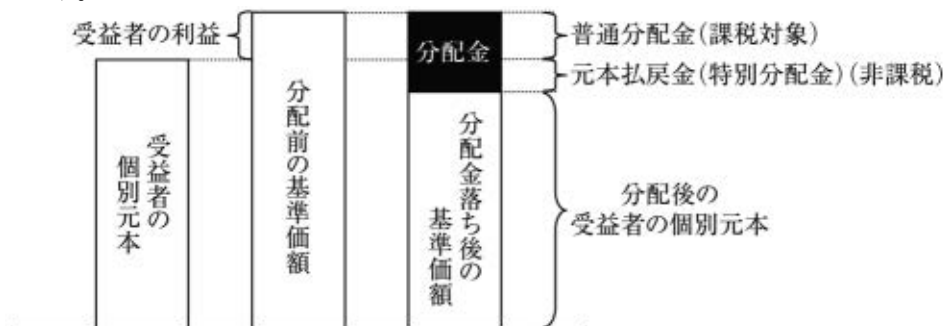 受益者の利益
分配金
普通分配金(課税対象)
元本払戻金(特別分配金)(非課税)
受益者の
個別元本
分配前の基準価額
分配金落ち後の
基準価額
分配後の
受益者の個別元本